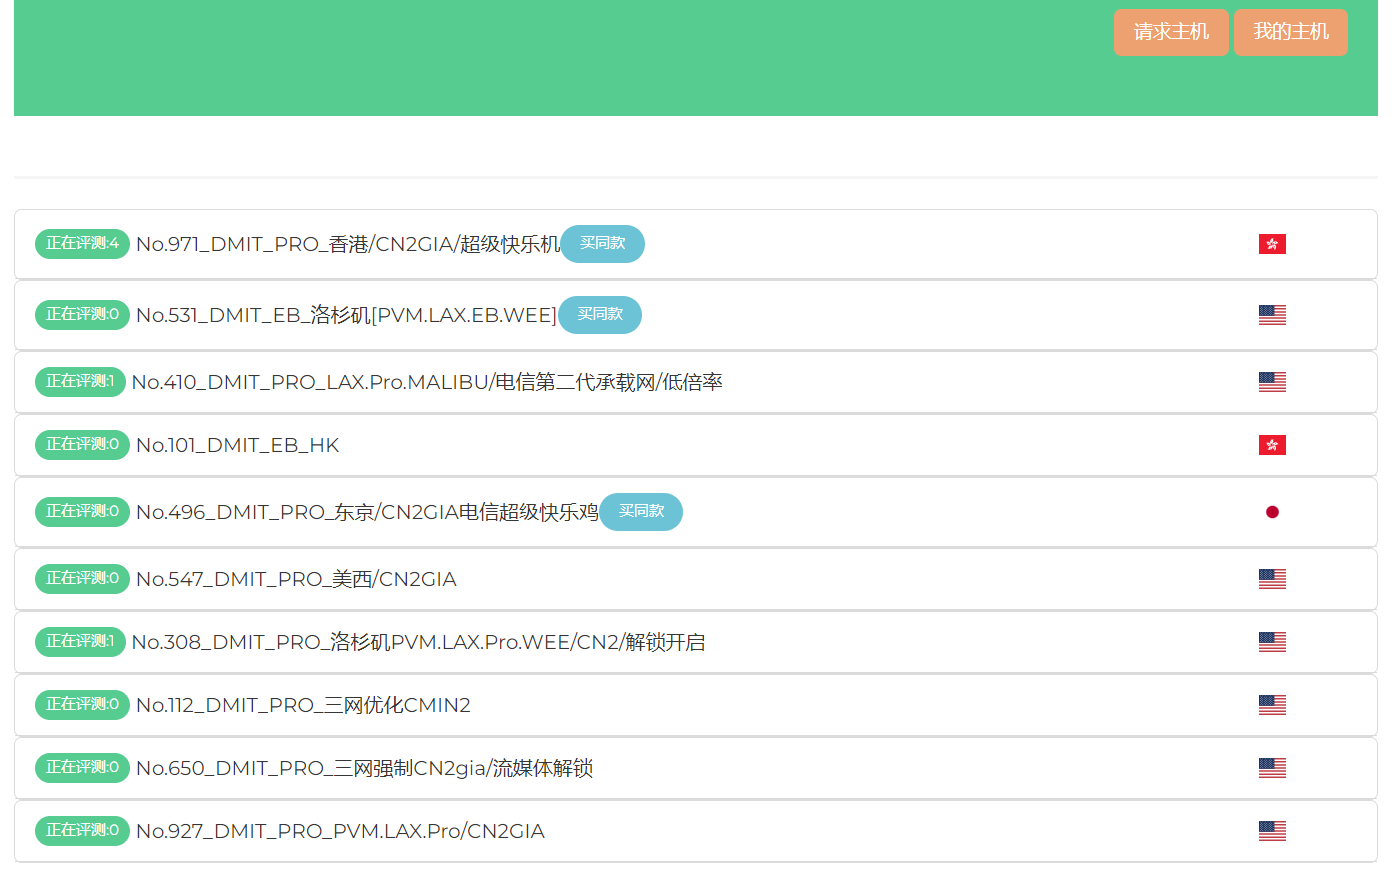 请求主机 我的主机
正在评测:4 No.971_DMIT_PRO_香港/CN2GIA/超级快乐机 买同款
正在评测:0 No.531_DMIT_EB_洛杉矶[PVM.LAX.EB.WEE] 买同款
正在评测:1 No.410_DMIT_PRO_LAX.Pro.MALIBU/电信第二代承载网/低倍率
正在评测:0 No.101_DMIT_EB_HK
正在评测:0 No.496_DMIT_PRO_东京/CN2GIA电信超级快乐鸡 买同款
正在评测:0 No.547_DMIT_PRO_美西/CN2GIA
正在评测:1 No.308_DMIT_PRO_洛杉矶PVM.LAX.Pro.WEE/CN2/解锁开启
正在评测:0 No.112_DMIT_PRO_三网优化CMIN2
正在评测:0 No.650_DMIT_PRO_三网强制CN2gia/流媒体解锁
正在评测:0 No.927_DMIT_PRO_PVM.LAX.Pro/CN2GIA